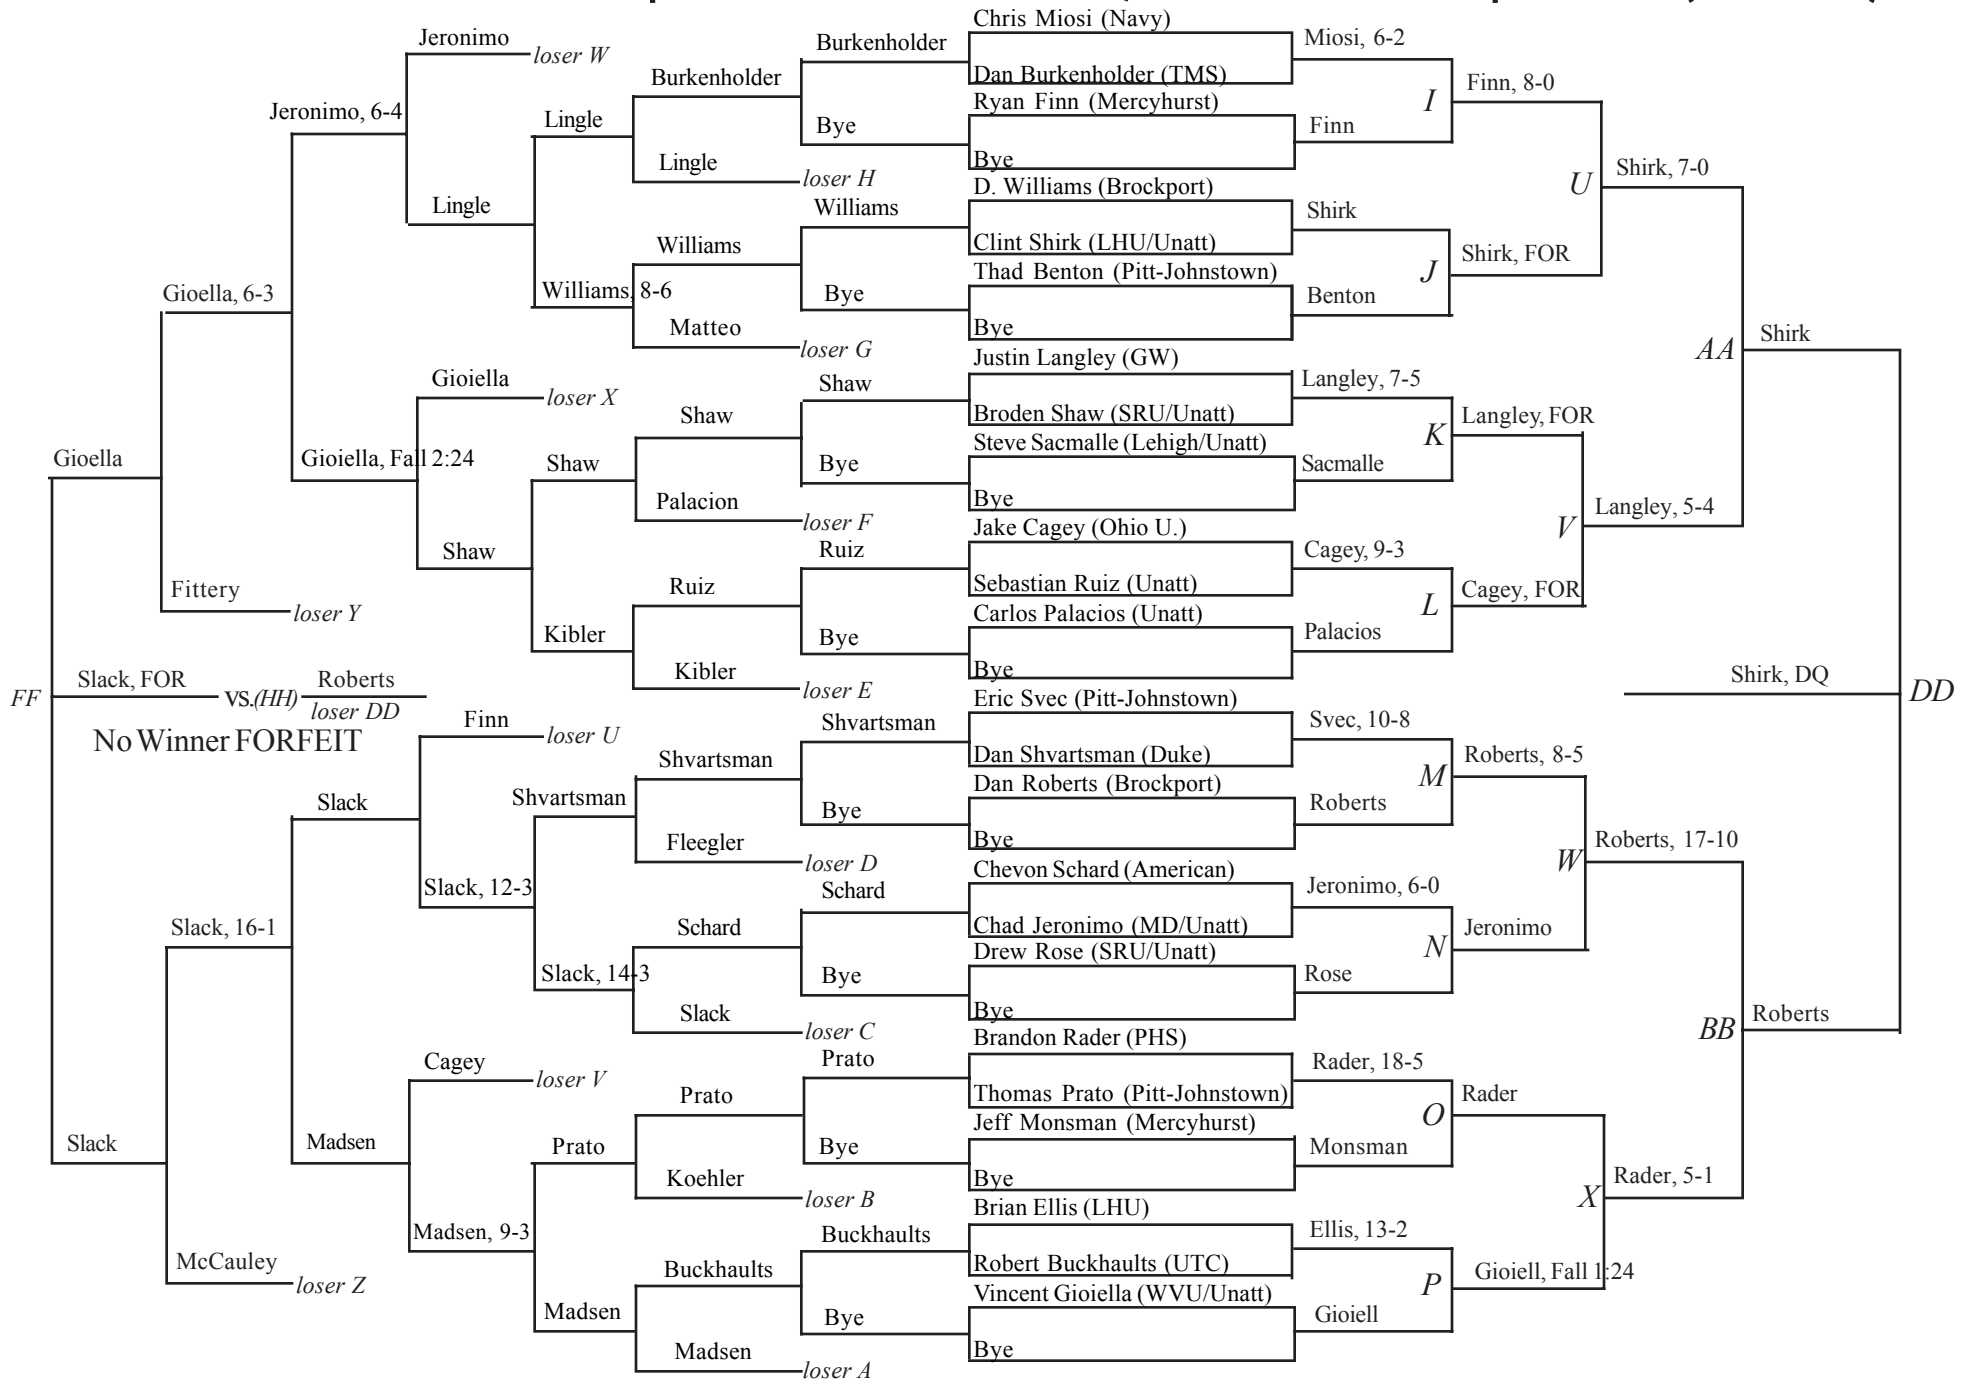 Chris Miosi (Navy)
Jeronimo
Burkenholder
Miosi, 6-2
loser W
Burkenholder
Dan Burkenholder (TMS)
Finn, 8-0
Ryan Finn (Mercyhurst)
I
Jeronimo, 6-4
Lingle
Bye
Finn
Lingle
Bye
Shirk, 7-0
loser H
D. Williams (Brockport)
U
Lingle
Williams
Shirk
Williams
Clint Shirk (LHU/Unatt)
Shirk, FOR
Thad Benton (Pitt-Johnstown)
J
Gioella, 6-3
Williams, 8-6
Bye
Benton
Matteo
Bye
Shirk
loser G
AA
Justin Langley (GW)
Gioiella
Shaw
Langley, 7-5
loser X
Shaw
Broden Shaw (SRU/Unatt)
Langley, FOR
Steve Sacmalle (Lehigh/Unatt)
K
Gioella
Gioiella, Fall 2:24
Shaw
Bye
Sacmalle
Palacion
Bye
Langley, 5-4
loser F
Jake Cagey (Ohio U.)
V
Shaw
Ruiz
Cagey, 9-3
Fittery
Ruiz
Sebastian Ruiz (Unatt)
Cagey, FOR
loser Y
Carlos Palacios (Unatt)
L
Kibler
Bye
Palacios
Kibler
Bye
Shirk, DQ
Slack, FOR
Roberts
loser E
FF
vs.(HH)
Eric Svec (Pitt-Johnstown)
DD
loser DD
Finn
Shvartsman
Svec, 10-8
No Winner FORFEIT
loser U
Shvartsman
Dan Shvartsman (Duke)
Roberts, 8-5
Dan Roberts (Brockport)
M
Slack
Shvartsman
Bye
Roberts
Fleegler
Bye
Roberts, 17-10
loser D
Chevon Schard (American)
W
Slack, 12-3
Schard
Jeronimo, 6-0
Slack, 16-1
Schard
Chad Jeronimo (MD/Unatt)
Jeronimo
Drew Rose (SRU/Unatt)
N
Slack, 14-3
Bye
Rose
Slack
Bye
Roberts
loser C
BB
Brandon Rader (PHS)
Cagey
Prato
Rader, 18-5
loser V
Prato
Thomas Prato (Pitt-Johnstown)
Rader
Jeff Monsman (Mercyhurst)
O
Slack
Madsen
Prato
Bye
Monsman
Koehler
Bye
Rader, 5-1
loser B
Brian Ellis (LHU)
X
Madsen, 9-3
Buckhaults
Ellis, 13-2
McCauley
Buckhaults
Robert Buckhaults (UTC)
Gioiell, Fall 1:24
loser Z
Vincent Gioiella (WVU/Unatt)
P
Madsen
Bye
Gioiell
Madsen
Bye
loser A